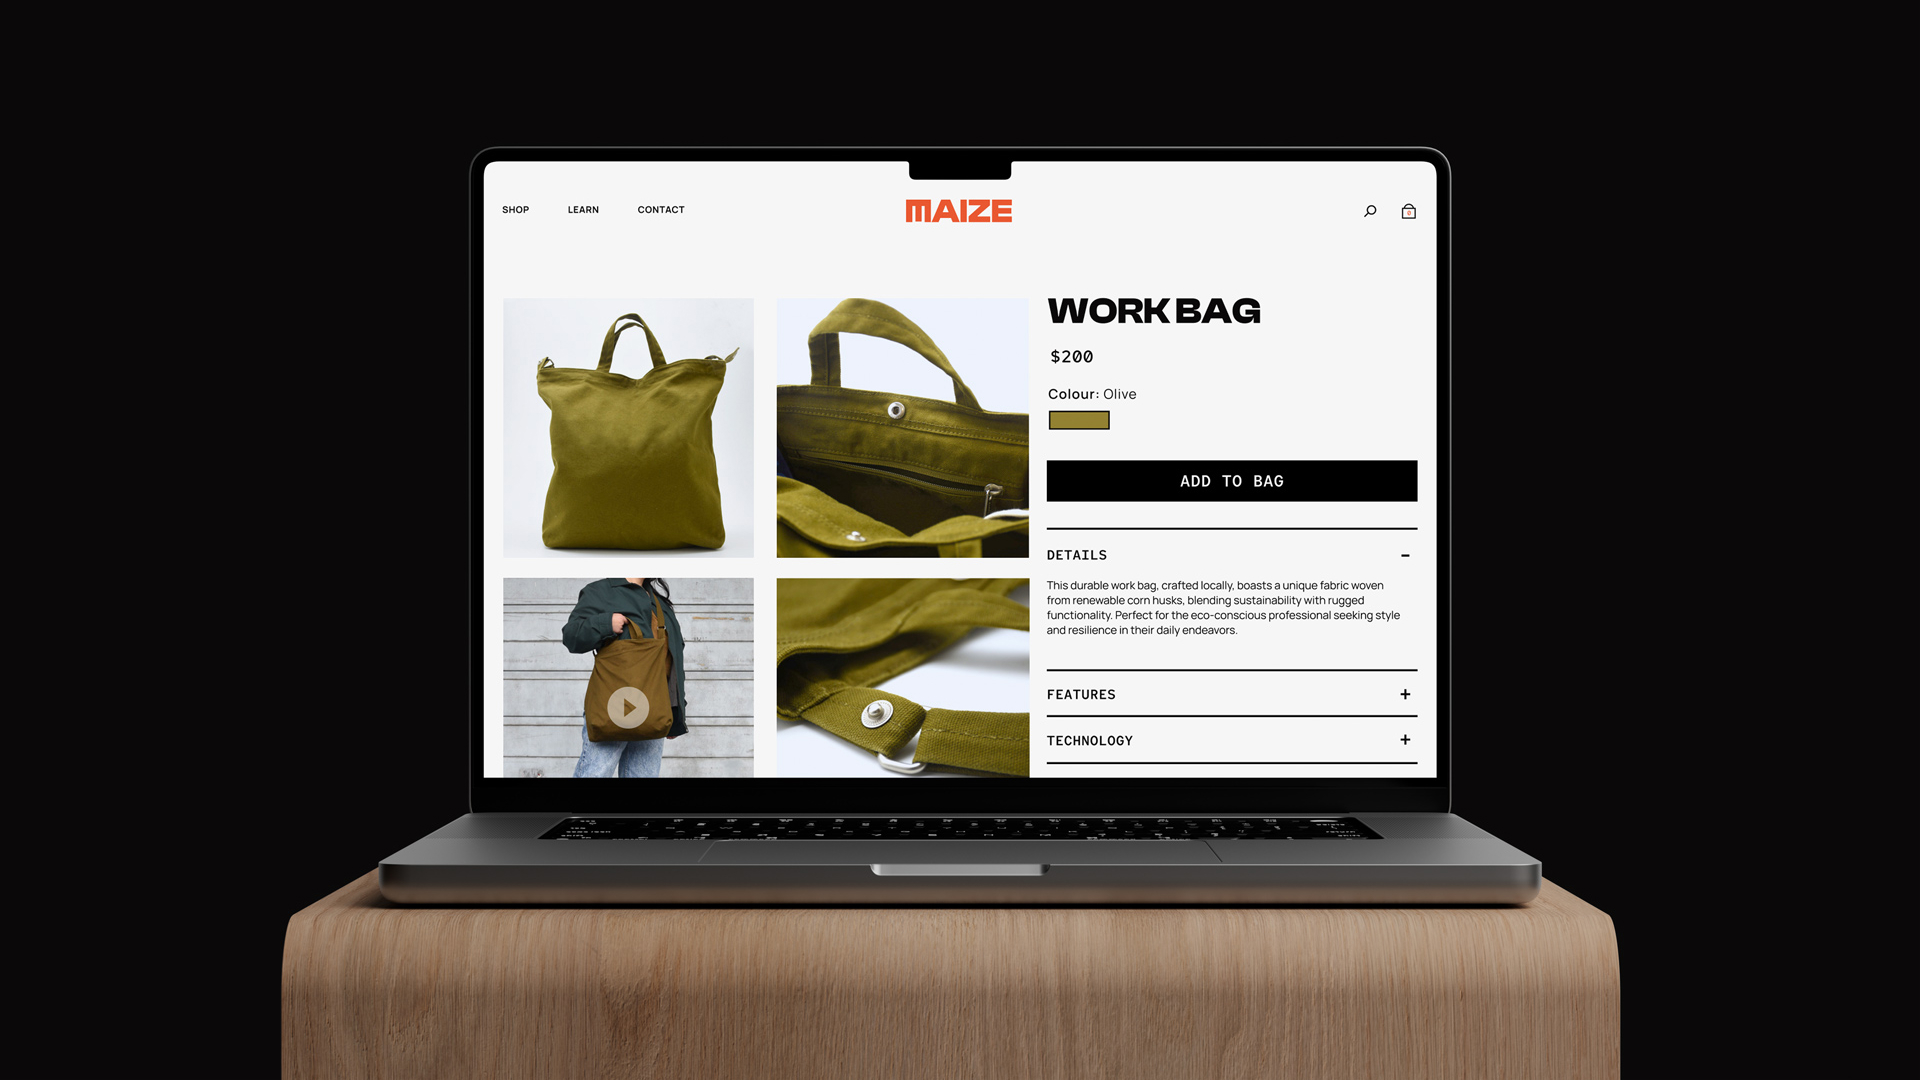 SHOP
LEARN
CONTACT
MAIZE
0
WORK BAG
$200
Colour: Olive
ADD TO BAG
DETAILS
-
This durable work bag, crafted locally, boasts a unique fabric woven
from renewable corn husks, blending sustainability with rugged
functionality. Perfect for the eco-conscious professional seeking style
and resilience in their daily endeavors.
FEATURES
+
TECHNOLOGY
+